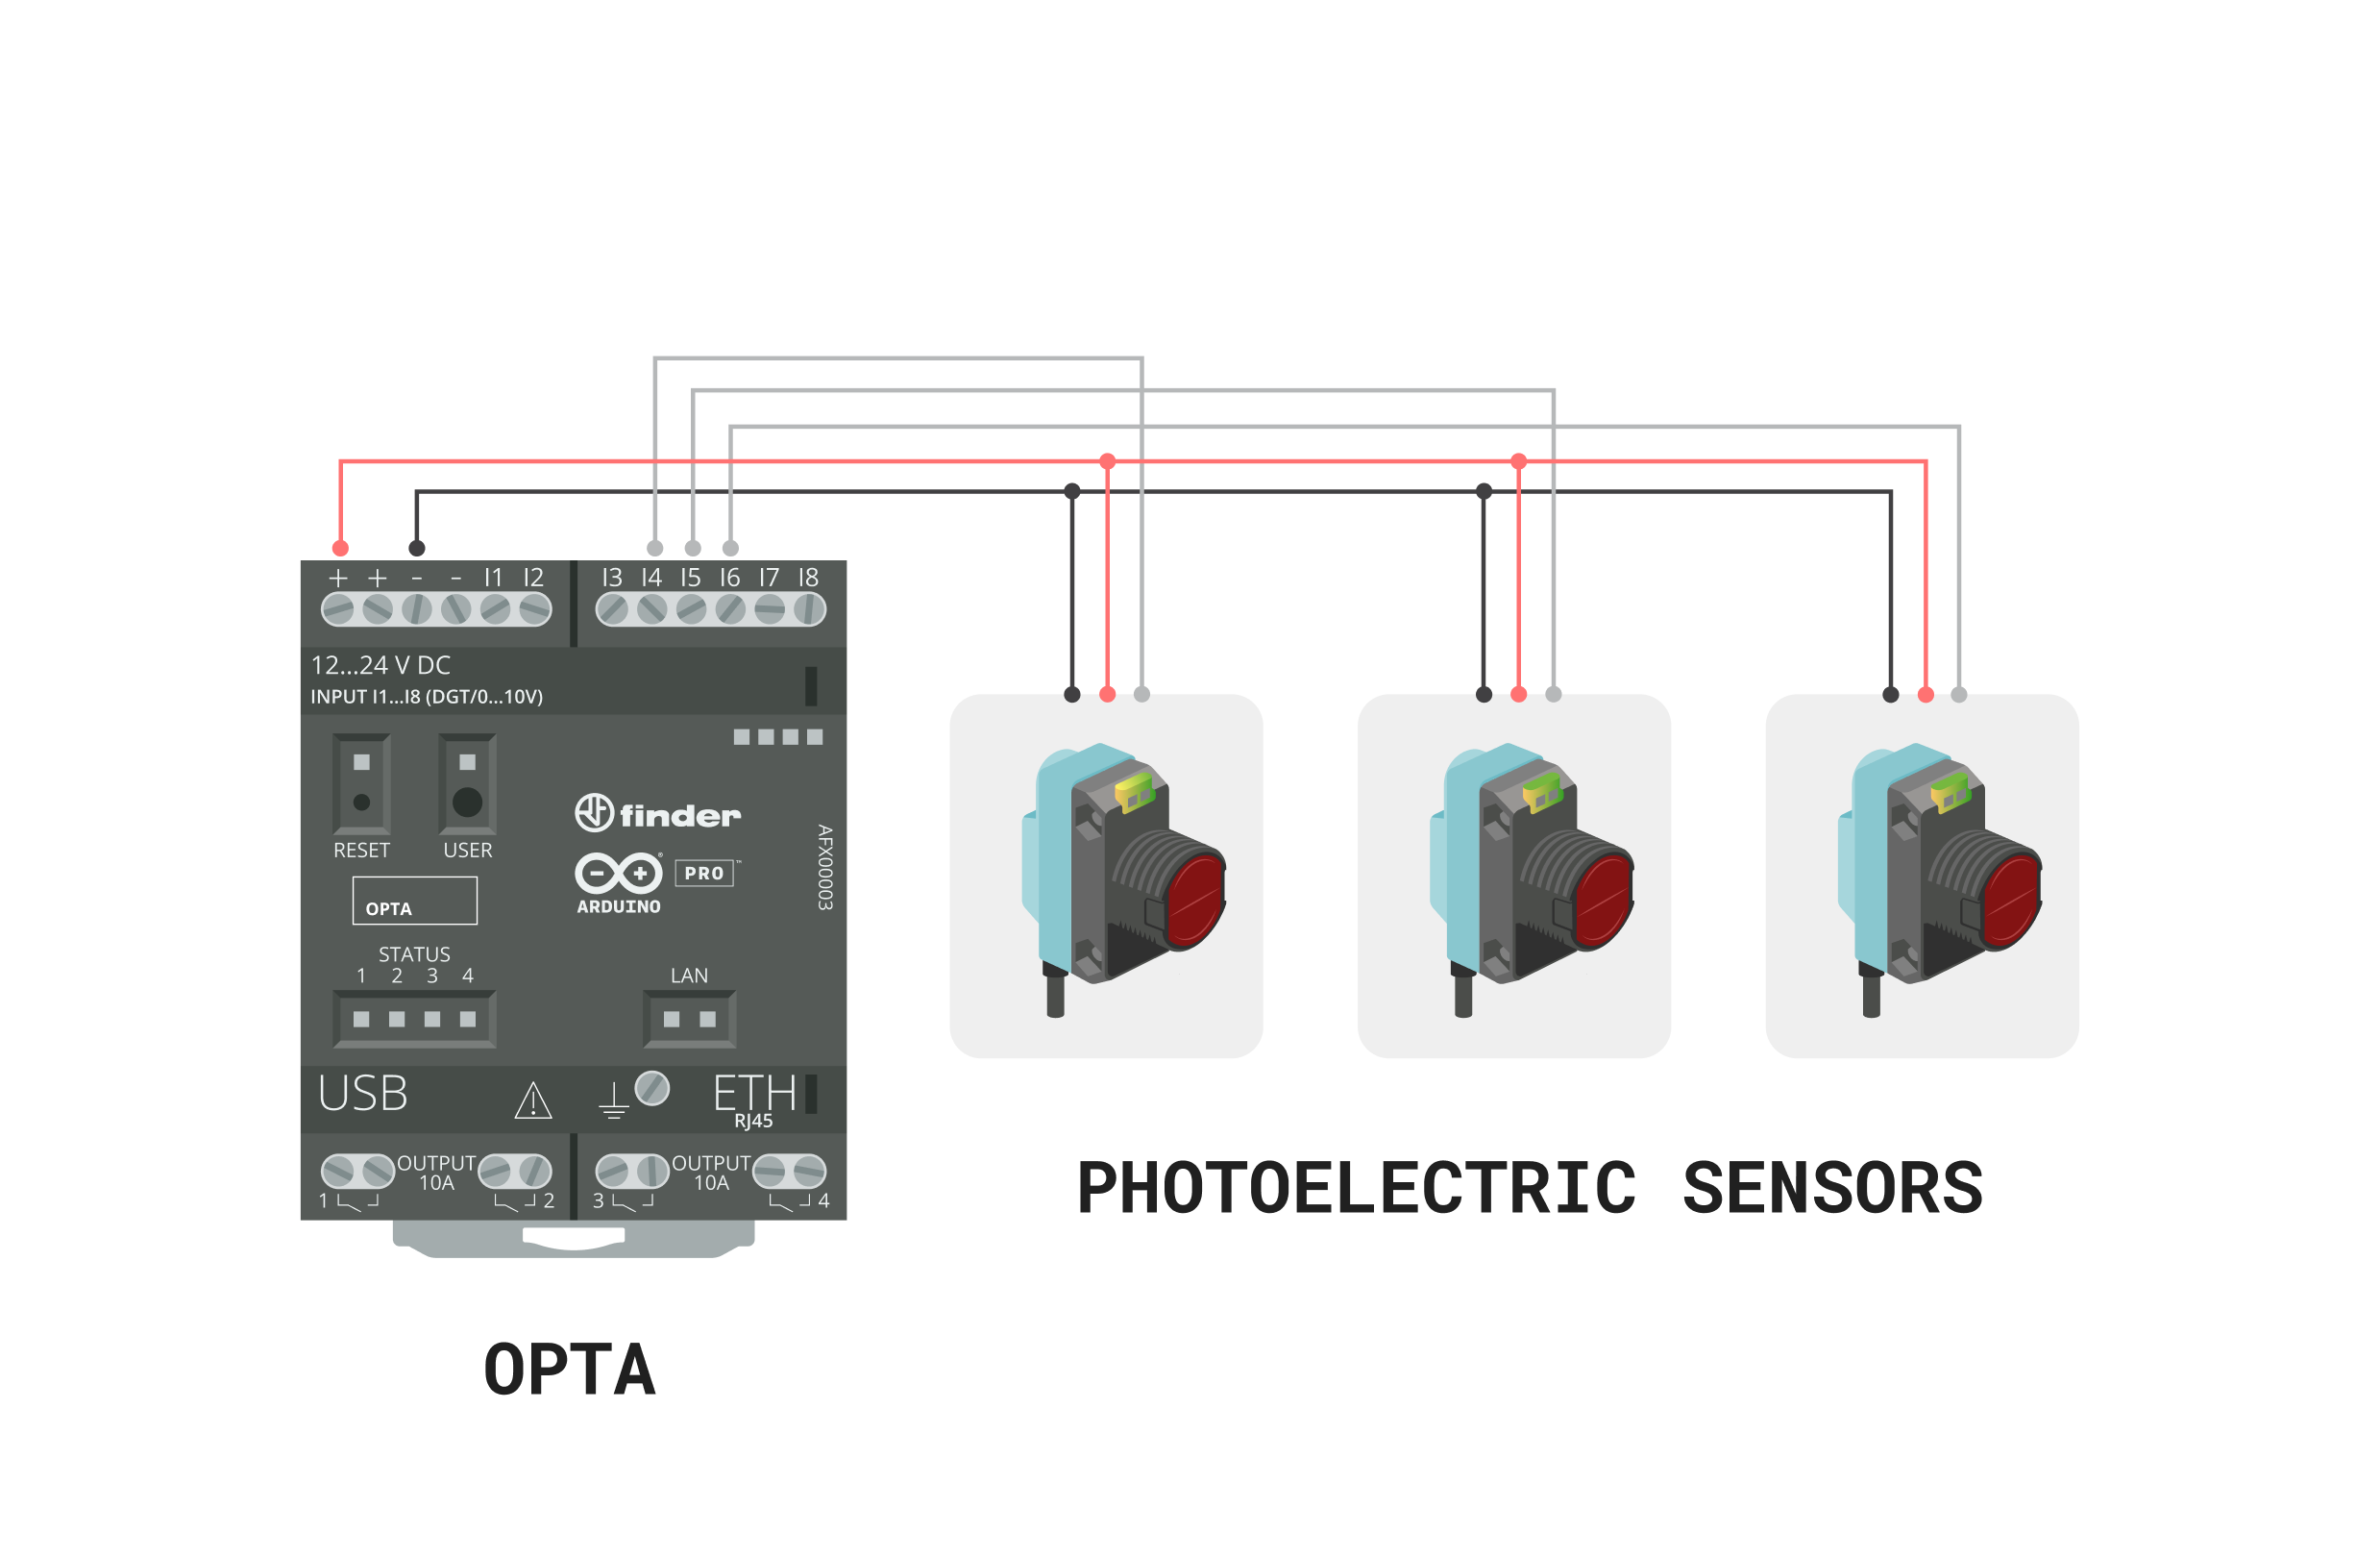 + + - - I1 I2 I3 I4 I5 I6 I7 I8
12...24 V DC
INPUT I1...I8 (DGT/0...10V)
finder
®
PRO ™
ARDUINO
AFX00003
RESET USER
OPTA
STATUS
1 2 3 4
LAN
USB ETH
RJ45
OUTPUT OUTPUT
10A 10A
1 2 3 4
PHOTOELECTRIC SENSORS
OPTA